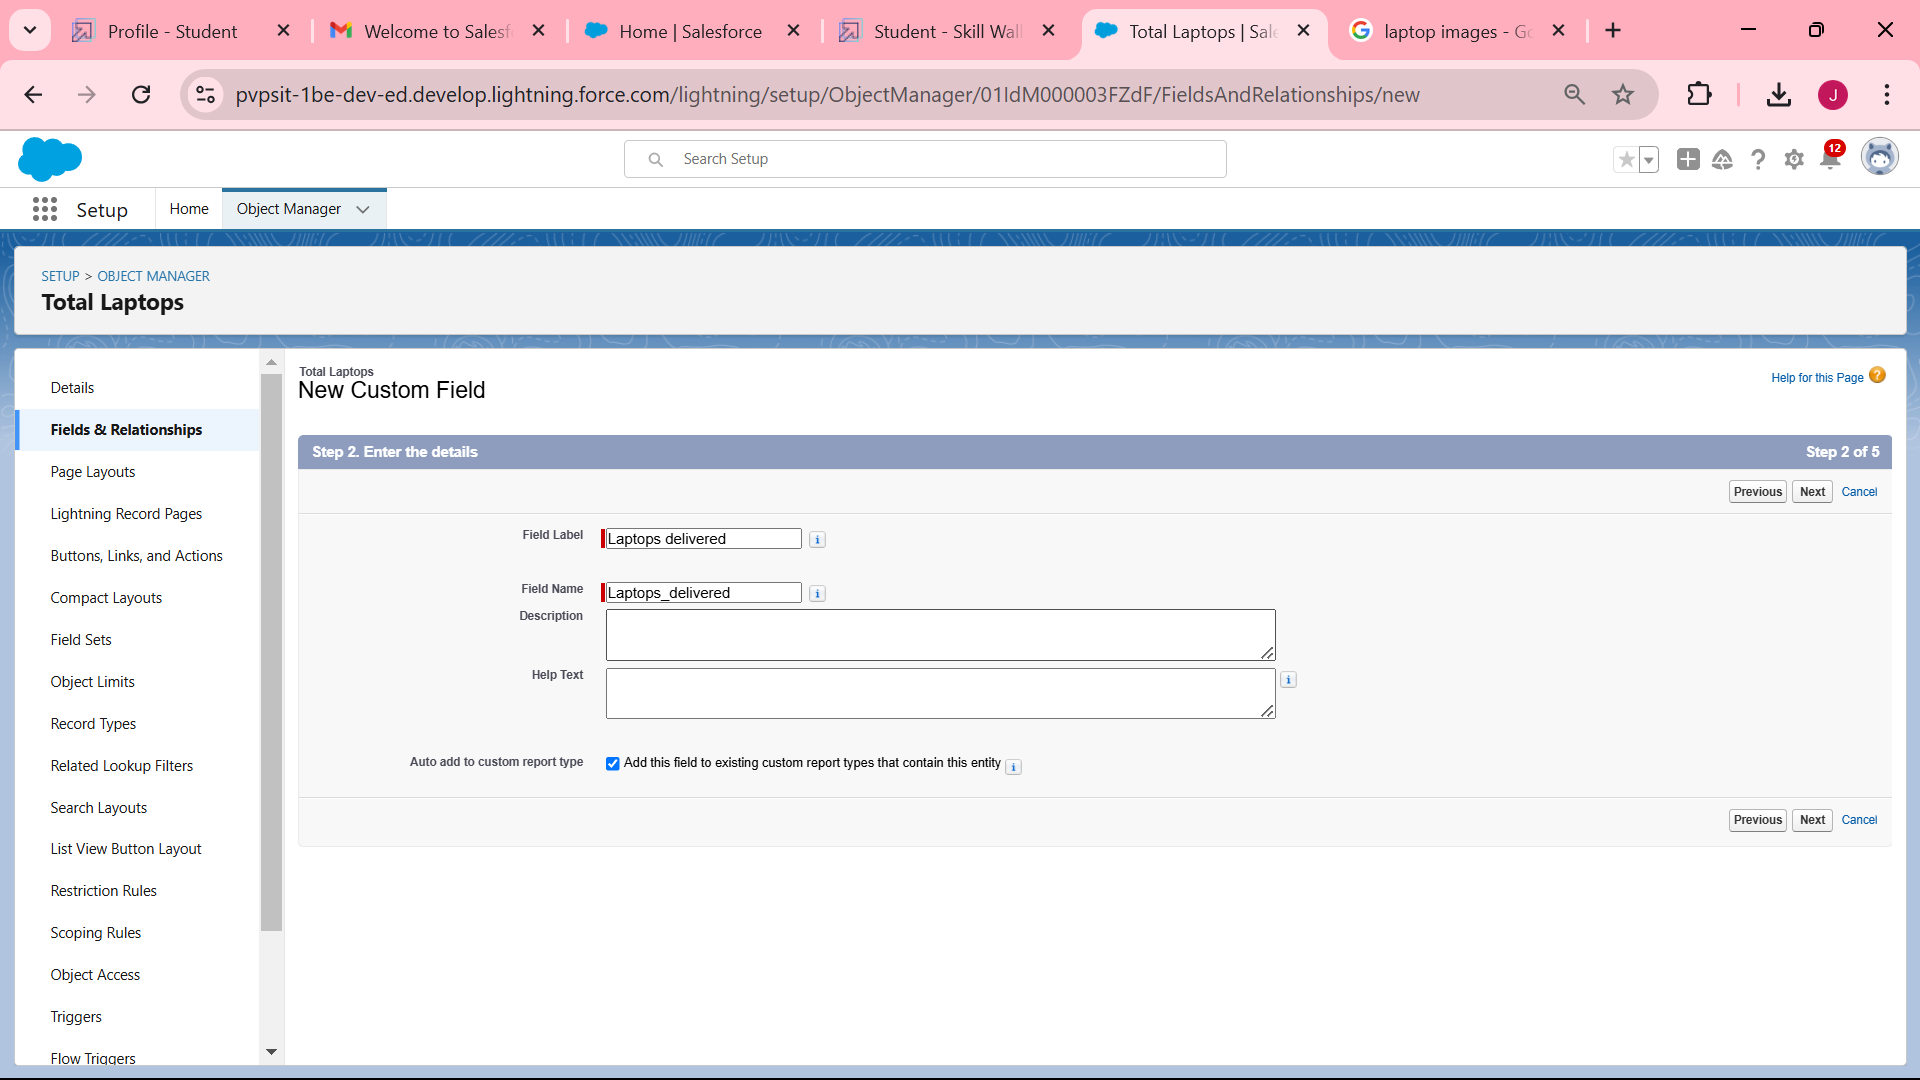 Profile - Student
Welcome to Salesf
Home | Salesforce
Student - Skill Wall
Total Laptops | Sale
laptop images - Go
pvpsit-1be-dev-ed.develop.lightning.force.com/lightning/setup/ObjectManager/01IdM000003FZdF/FieldsAndRelationships/new
J
Search Setup
12
Setup
Home
Object Manager
SETUP > OBJECT MANAGER
Total Laptops
Details
Fields & Relationships
Page Layouts
Lightning Record Pages
Buttons, Links, and Actions
Compact Layouts
Field Sets
Object Limits
Record Types
Related Lookup Filters
Search Layouts
List View Button Layout
Restriction Rules
Scoping Rules
Object Access
Triggers
Flow Triggers
Total Laptops
New Custom Field
Help for this Page
Step 2. Enter the details
Step 2 of 5
Previous Next Cancel
Field Label Laptops delivered
Field Name Laptops_delivered
Description
Help Text
Auto add to custom report type Add this field to existing custom report types that contain this entity
Previous Next Cancel